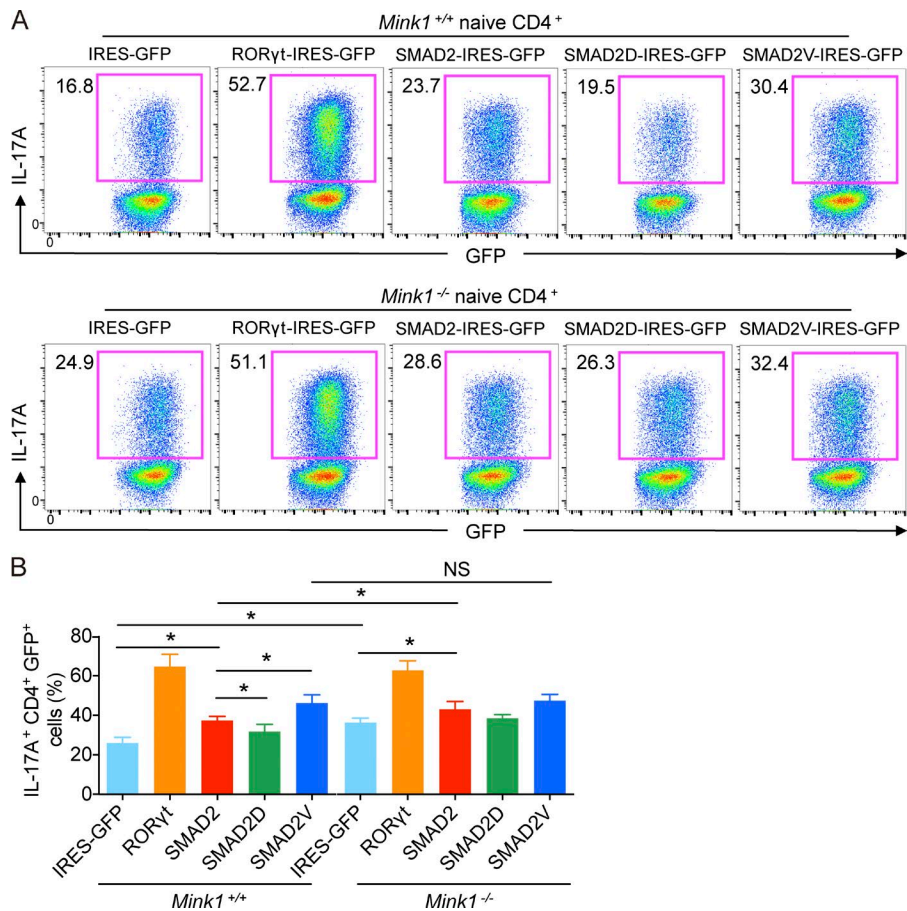 A
Mink1 +/+ naive CD4+
IRES-GFP RORγt-IRES-GFP SMAD2-IRES-GFP SMAD2D-IRES-GFP SMAD2V-IRES-GFP
16.8 52.7 23.7 19.5 30.4
IL-17A
0
0
GFP
Mink1 -/- naive CD4+
IRES-GFP RORγt-IRES-GFP SMAD2-IRES-GFP SMAD2D-IRES-GFP SMAD2V-IRES-GFP
24.9 51.1 28.6 26.3 32.4
IL-17A
0
0
GFP
B
NS
*
*
* *
*
*
IL-17A+ CD4+ GFP+
cells (%)
80
60
40
20
0
IRES-GFP RORγt SMAD2 SMAD2D SMAD2V IRES-GFP RORγt SMAD2 SMAD2D SMAD2V
Mink1 +/+ Mink1 -/-